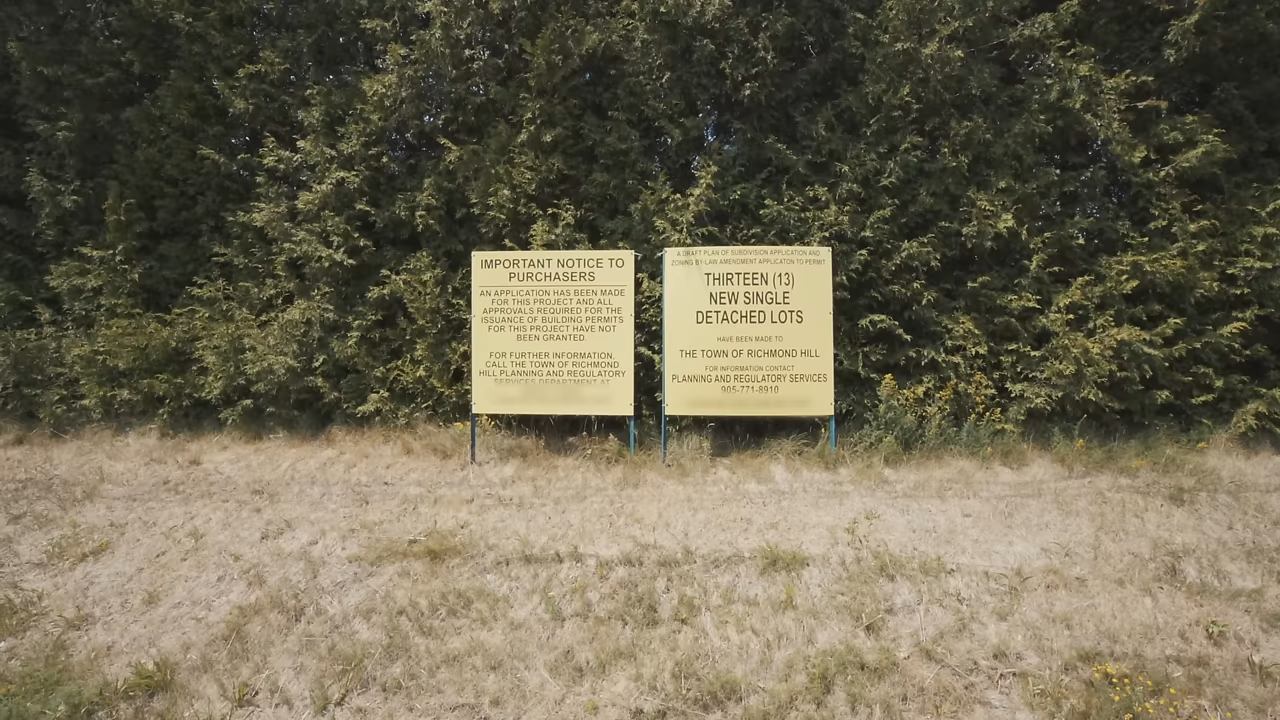 IMPORTANT NOTICE TO
PURCHASERS
AN APPLICATION HAS BEEN MADE
FOR THIS PROJECT AND ALL
APPROVALS REQUIRED FOR THE
ISSUANCE OF BUILDING PERMITS
FOR THIS PROJECT HAVE NOT
BEEN GRANTED.
FOR FURTHER INFORMATION,
CALL THE TOWN OF RICHMOND
HILL PLANNING AND REGULATORY
SERVICES DEPARTMENT AT
A DRAFT PLAN OF SUBDIVISION APPLICATION AND
ZONING BY-LAW AMENDMENT APPLICATON TO PERMIT
THIRTEEN (13)
NEW SINGLE
DETACHED LOTS
HAVE BEEN MADE TO
THE TOWN OF RICHMOND HILL
FOR INFORMATION CONTACT
PLANNING AND REGULATORY SERVICES
905-771-8910